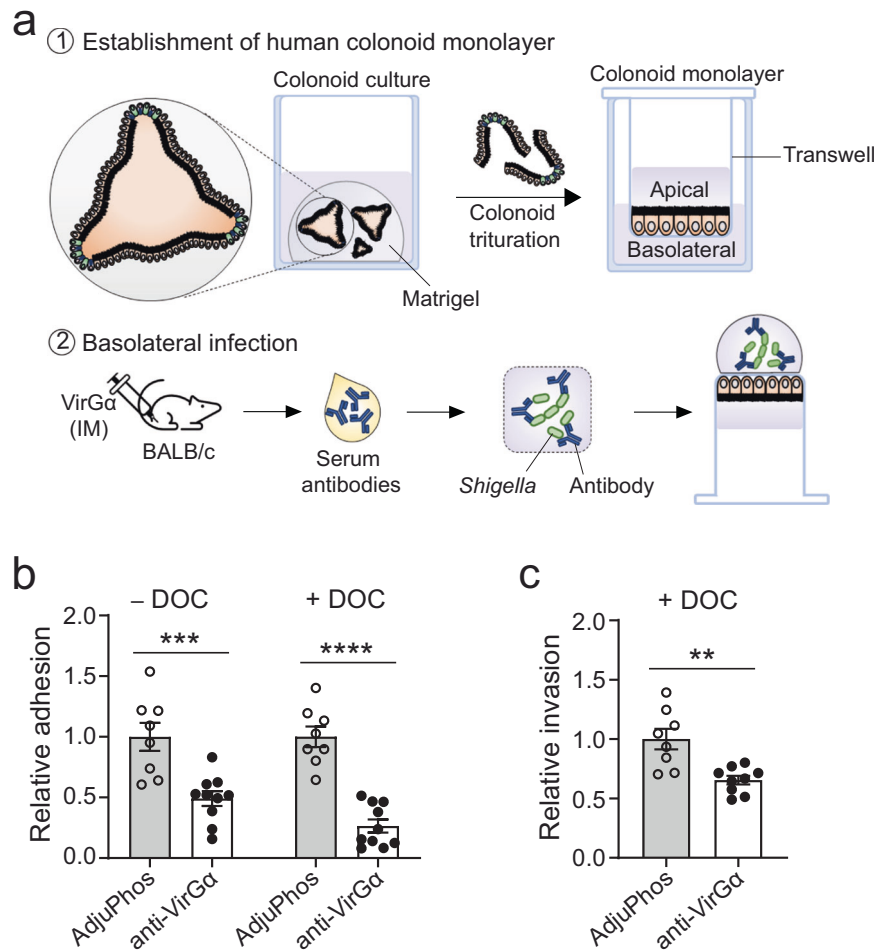 a
① Establishment of human colonoid monolayer
Colonoid culture
Colonoid monolayer
Transwell
Apical
Colonoid
trituration
Basolateral
Matrigel
② Basolateral infection
VirGα
(IM)
BALB/c
Serum
antibodies
Shigella
Antibody
b
– DOC
+ DOC
Relative adhesion
2.0
1.5
1.0
0.5
0.0
***
****
AdjuPhos
anti-VirGα
AdjuPhos
anti-VirGα
c
+ DOC
Relative invasion
2.0
1.5
1.0
0.5
0.0
**
AdjuPhos
anti-VirGα